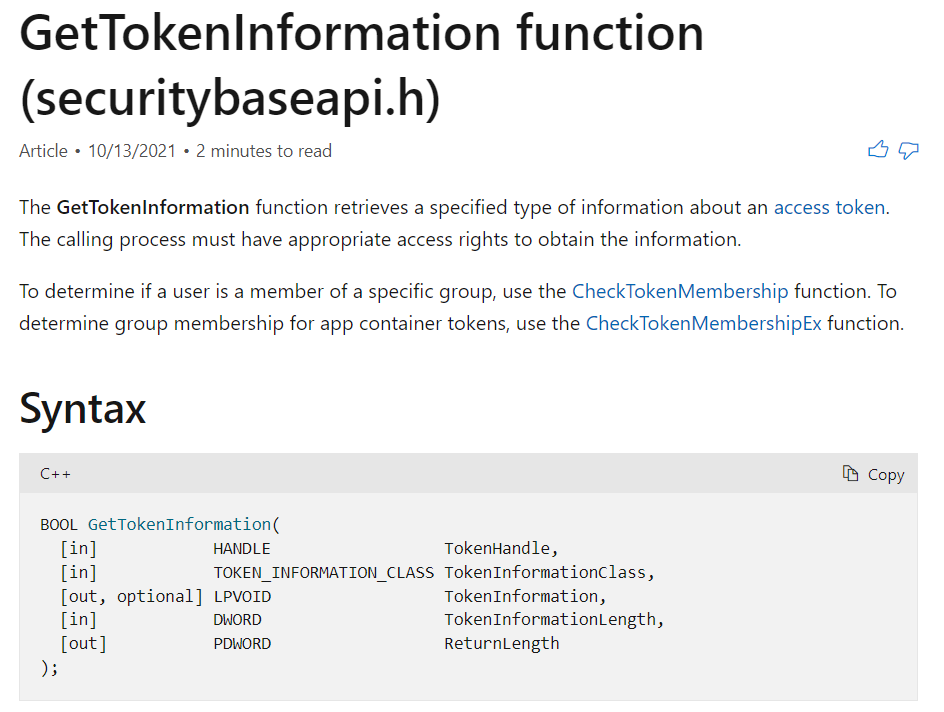 GetTokenInformation function
(securitybaseapi.h)
Article • 10/13/2021 • 2 minutes to read
The GetTokenInformation function retrieves a specified type of information about an access token.
The calling process must have appropriate access rights to obtain the information.
To determine if a user is a member of a specific group, use the CheckTokenMembership function. To
determine group membership for app container tokens, use the CheckTokenMembershipEx function.
Syntax
C++ Copy
BOOL GetTokenInformation(
  [in]            HANDLE                  TokenHandle,
  [in]            TOKEN_INFORMATION_CLASS TokenInformationClass,
  [out, optional] LPVOID                  TokenInformation,
  [in]            DWORD                   TokenInformationLength,
  [out]           PDWORD                  ReturnLength
);